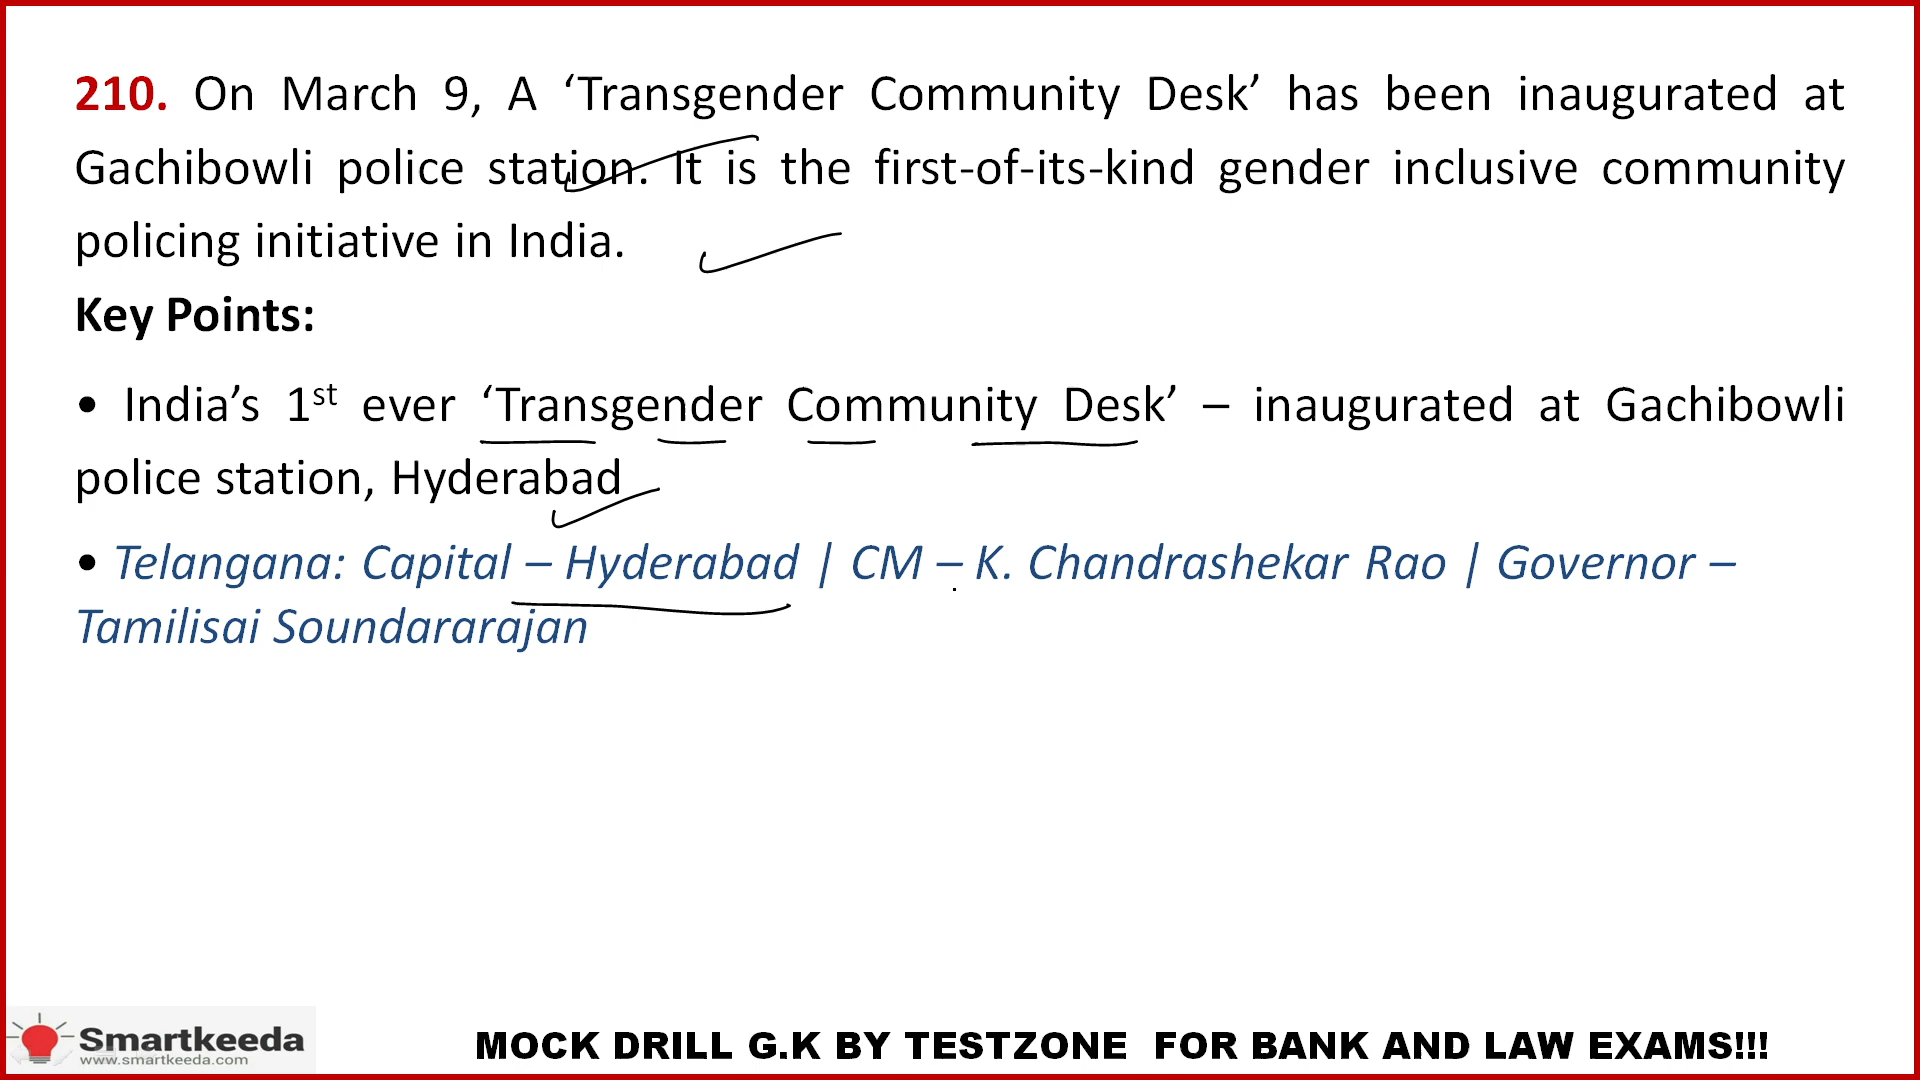 210. On March 9, A ‘Transgender Community Desk’ has been inaugurated at
Gachibowli police station. It is the first-of-its-kind gender inclusive community
policing initiative in India.
Key Points:
• India’s 1st ever ‘Transgender Community Desk’ – inaugurated at Gachibowli
police station, Hyderabad
• Telangana: Capital – Hyderabad | CM – K. Chandrashekar Rao | Governor –
Tamilisai Soundararajan
Smartkeeda
www.smartkeeda.com
MOCK DRILL G.K BY TESTZONE FOR BANK AND LAW EXAMS!!!